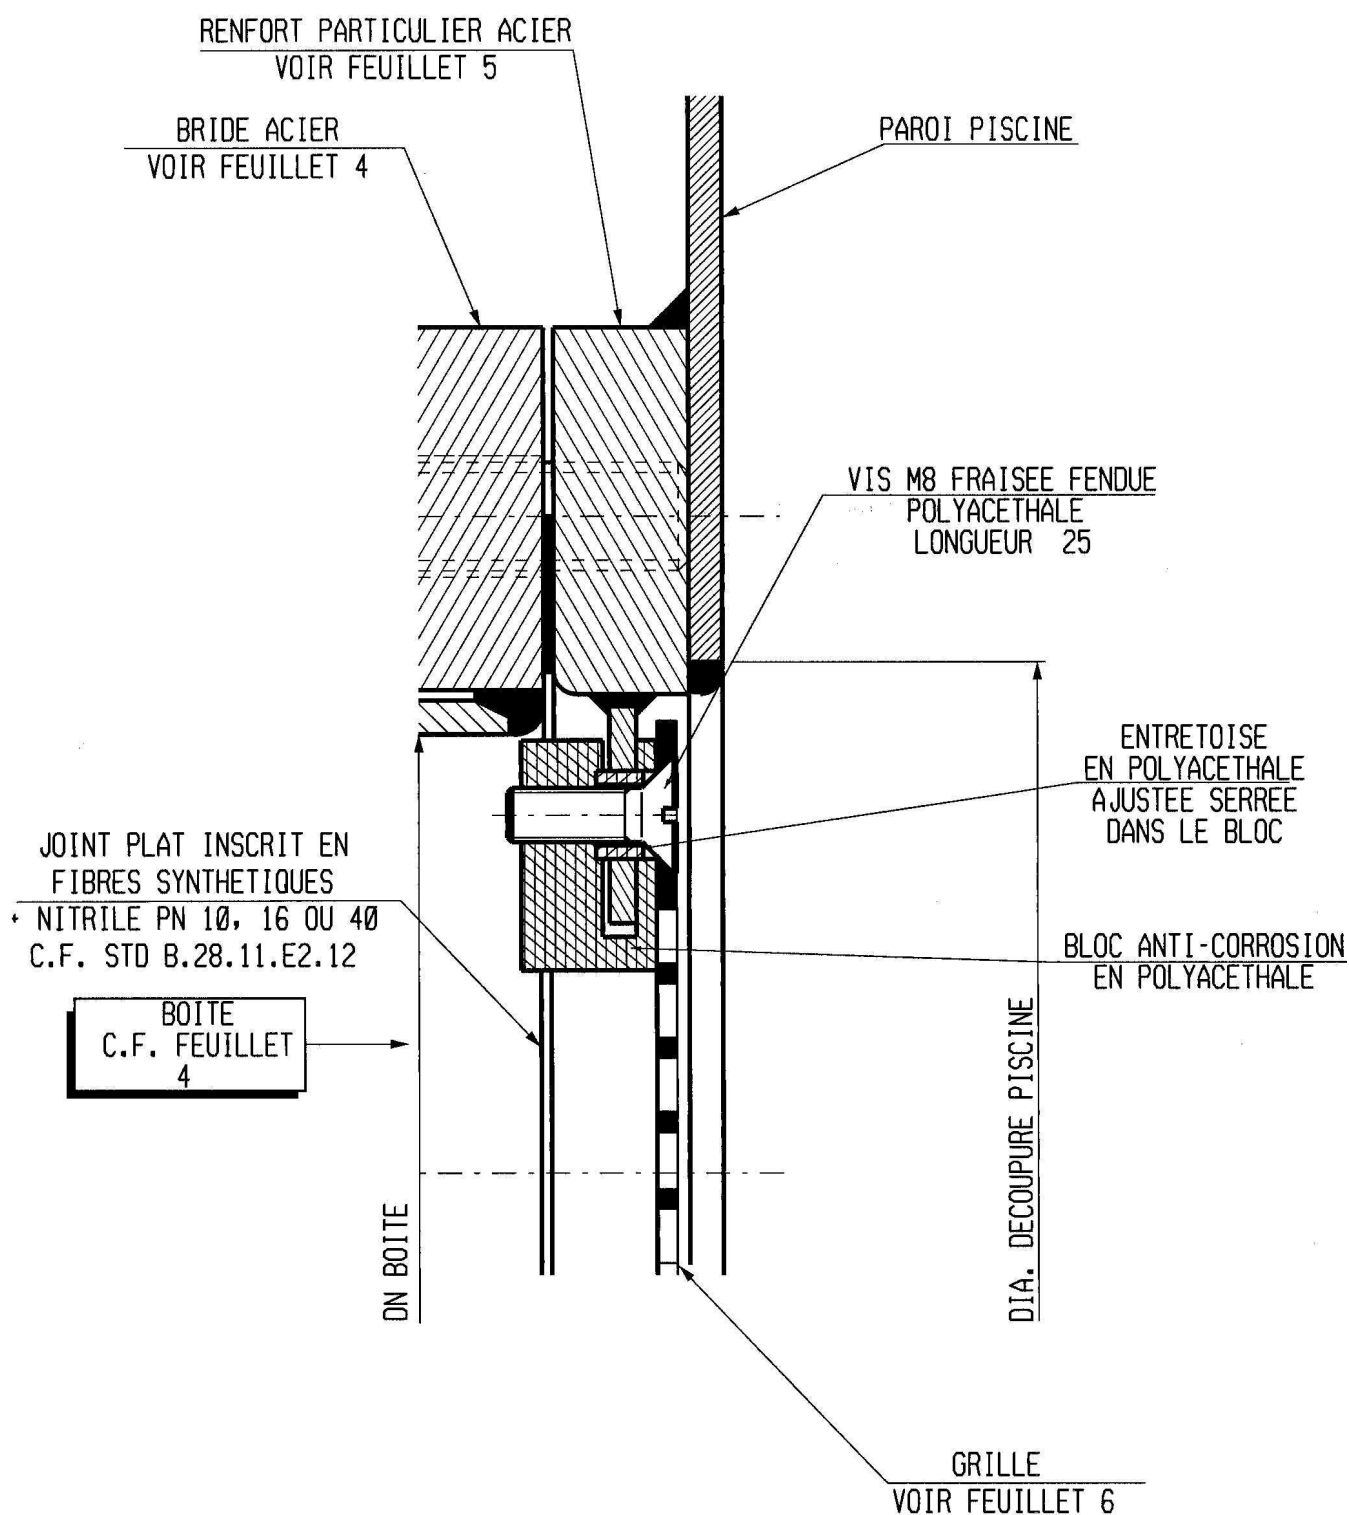 RENFORT PARTICULIER ACIER
VOIR FEUILLET 5
BRIDE ACIER
VOIR FEUILLET 4
PAROI PISCINE
VIS M8 FRAISEE FENDUE
POLYACETHALE
LONGUEUR 25
ENTRETOISE
EN POLYACETHALE
AJUSTEE SERREE
DANS LE BLOC
JOINT PLAT INSCRIT EN
FIBRES SYNTHETIQUES
+ NITRILE PN 10, 16 OU 40
C.F. STD B.28.11.E2.12
BLOC ANTI-CORROSION
EN POLYACETHALE
BOITE
C.F. FEUILLET
4
DN BOITE
DIA. DECOUPURE PISCINE
GRILLE
VOIR FEUILLET 6